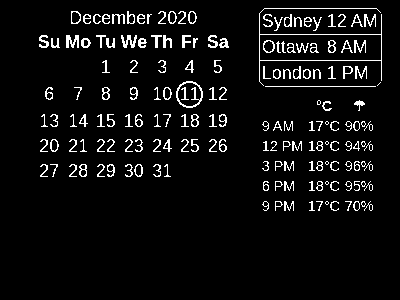 December 2020
Su Mo Tu We Th Fr Sa
1 2 3 4 5
6 7 8 9 10 11 12
13 14 15 16 17 18 19
20 21 22 23 24 25 26
27 28 29 30 31
Sydney 12 AM
Ottawa 8 AM
London 1 PM
°C ☂
9 AM 17°C 90%
12 PM 18°C 94%
3 PM 18°C 96%
6 PM 18°C 95%
9 PM 17°C 70%